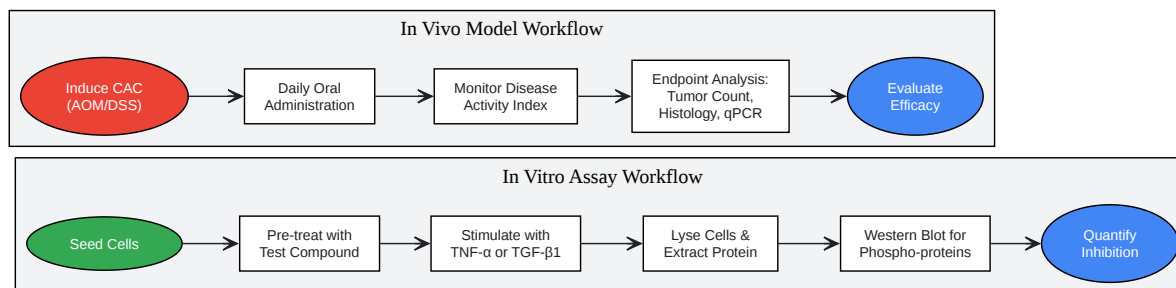 In Vivo Model Workflow
Induce CAC
(AOM/DSS)
Daily Oral
Administration
Monitor Disease
Activity Index
Endpoint Analysis:
Tumor Count,
Histology, qPCR
Evaluate
Efficacy
In Vitro Assay Workflow
Seed Cells
Pre-treat with
Test Compound
Stimulate with
TNF-α or TGF-β1
Lyse Cells &
Extract Protein
Western Blot for
Phospho-proteins
Quantify
Inhibition